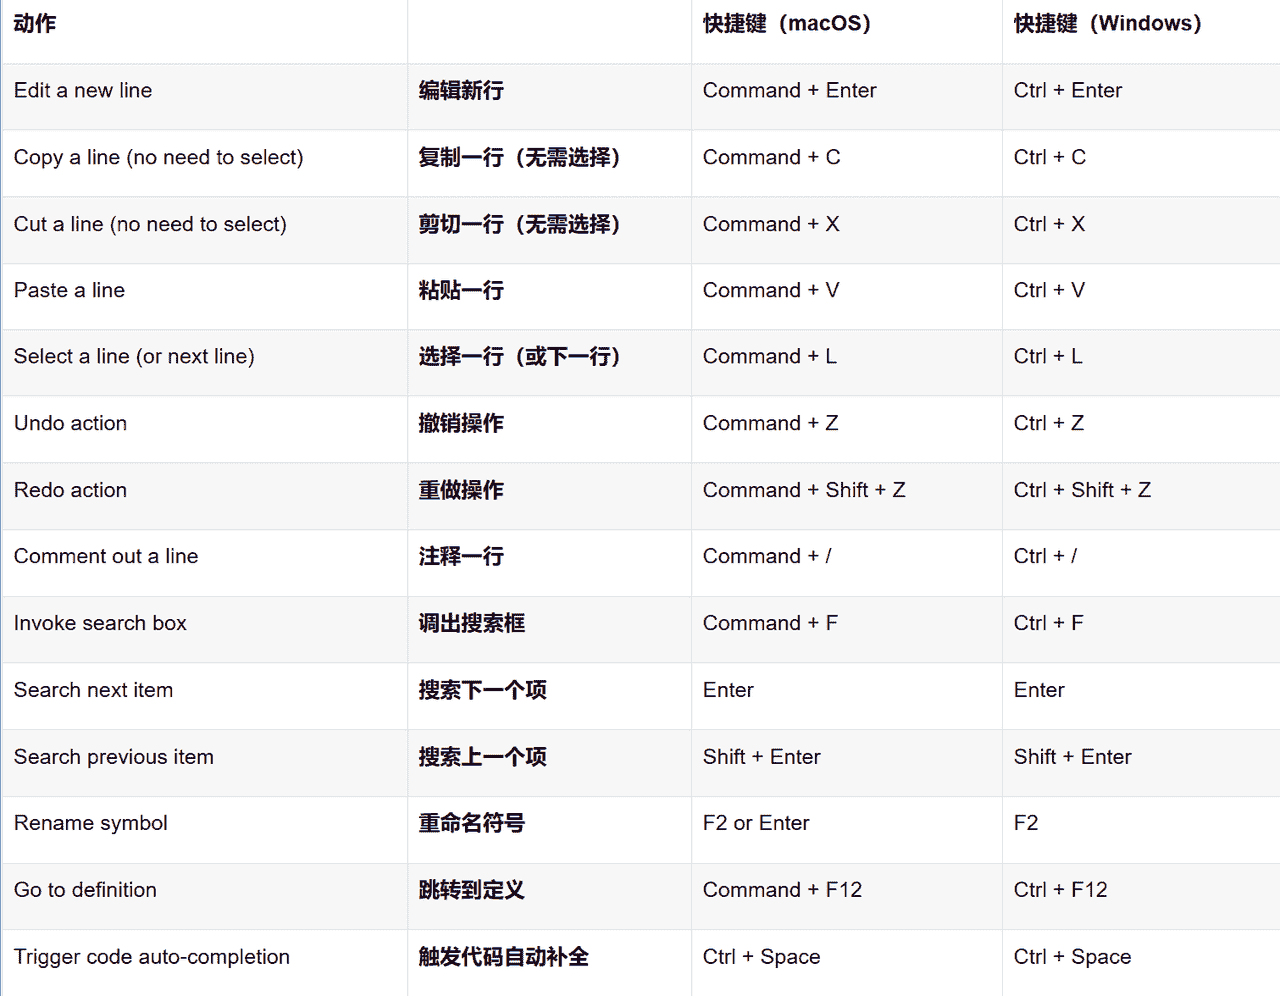 动作 快捷键（macOS） 快捷键（Windows）
Edit a new line 编辑新行 Command + Enter Ctrl + Enter
Copy a line (no need to select) 复制一行（无需选择） Command + C Ctrl + C
Cut a line (no need to select) 剪切一行（无需选择） Command + X Ctrl + X
Paste a line 粘贴一行 Command + V Ctrl + V
Select a line (or next line) 选择一行（或下一行） Command + L Ctrl + L
Undo action 撤销操作 Command + Z Ctrl + Z
Redo action 重做操作 Command + Shift + Z Ctrl + Shift + Z
Comment out a line 注释一行 Command + / Ctrl + /
Invoke search box 调出搜索框 Command + F Ctrl + F
Search next item 搜索下一个项 Enter Enter
Search previous item 搜索上一个项 Shift + Enter Shift + Enter
Rename symbol 重命名符号 F2 or Enter F2
Go to definition 跳转到定义 Command + F12 Ctrl + F12
Trigger code auto-completion 触发代码自动补全 Ctrl + Space Ctrl + Space